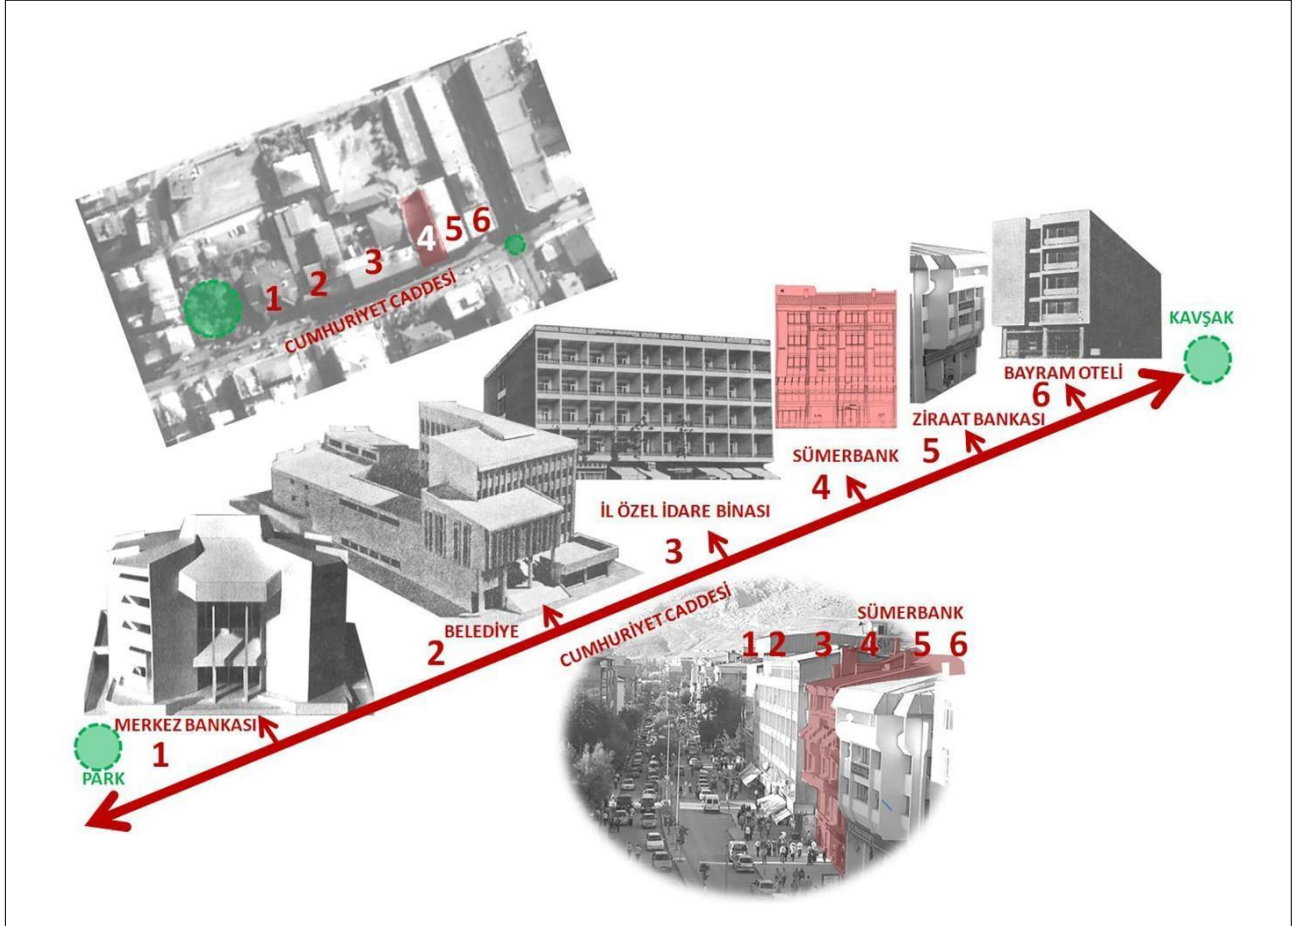 1
2
3
4
5
6
CUMHURİYET CADDESİ
KAVŞAK
BAYRAM OTELİ
6
ZİRAAT BANKASI
5
SÜMERBANK
4
İL ÖZEL İDARE BİNASI
3
BELEDİYE
2
CUMHURİYET CADDESİ
MERKEZ BANKASI
1
PARK
SÜMERBANK
1 2 3 4 5 6